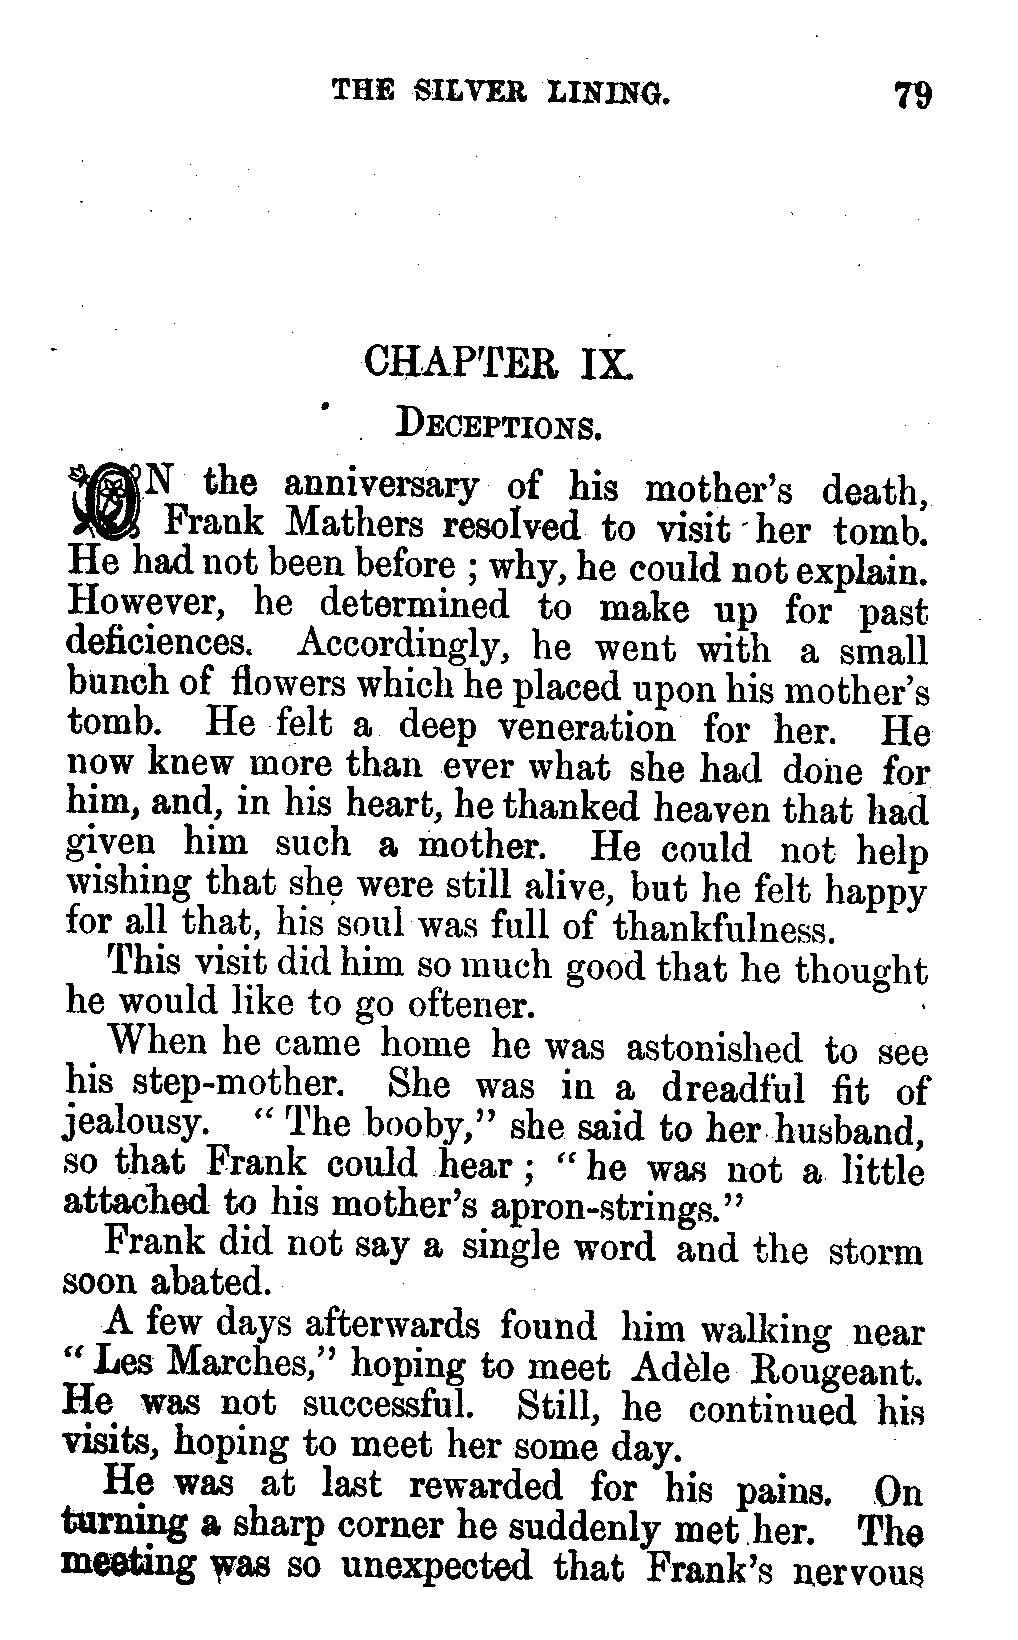 THE SILVER LINING. 79
CHAPTER IX.
DECEPTIONS.
ON the anniversary of his mother's death,
Frank Mathers resolved to visit her tomb.
He had not been before ; why, he could not explain.
However, he determined to make up for past
deficiences. Accordingly, he went with a small
bunch of flowers which he placed upon his mother's
tomb. He felt a deep veneration for her. He
now knew more than ever what she had done for
him, and, in his heart, he thanked heaven that had
given him such a mother. He could not help
wishing that she were still alive, but he felt happy
for all that, his soul was full of thankfulness.
This visit did him so much good that he thought
he would like to go oftener.
When he came home he was astonished to see
his step-mother. She was in a dreadful fit of
jealousy. " The booby," she said to her husband,
so that Frank could hear ; " he was not a little
attached to his mother's apron-strings."
Frank did not say a single word and the storm
soon abated.
A few days afterwards found him walking near
" Les Marches," hoping to meet Adèle Rougeant.
He was not successful. Still, he continued his
visits, hoping to meet her some day.
He was at last rewarded for his pains. On
turning a sharp corner he suddenly met her. The
meeting was so unexpected that Frank's nervous